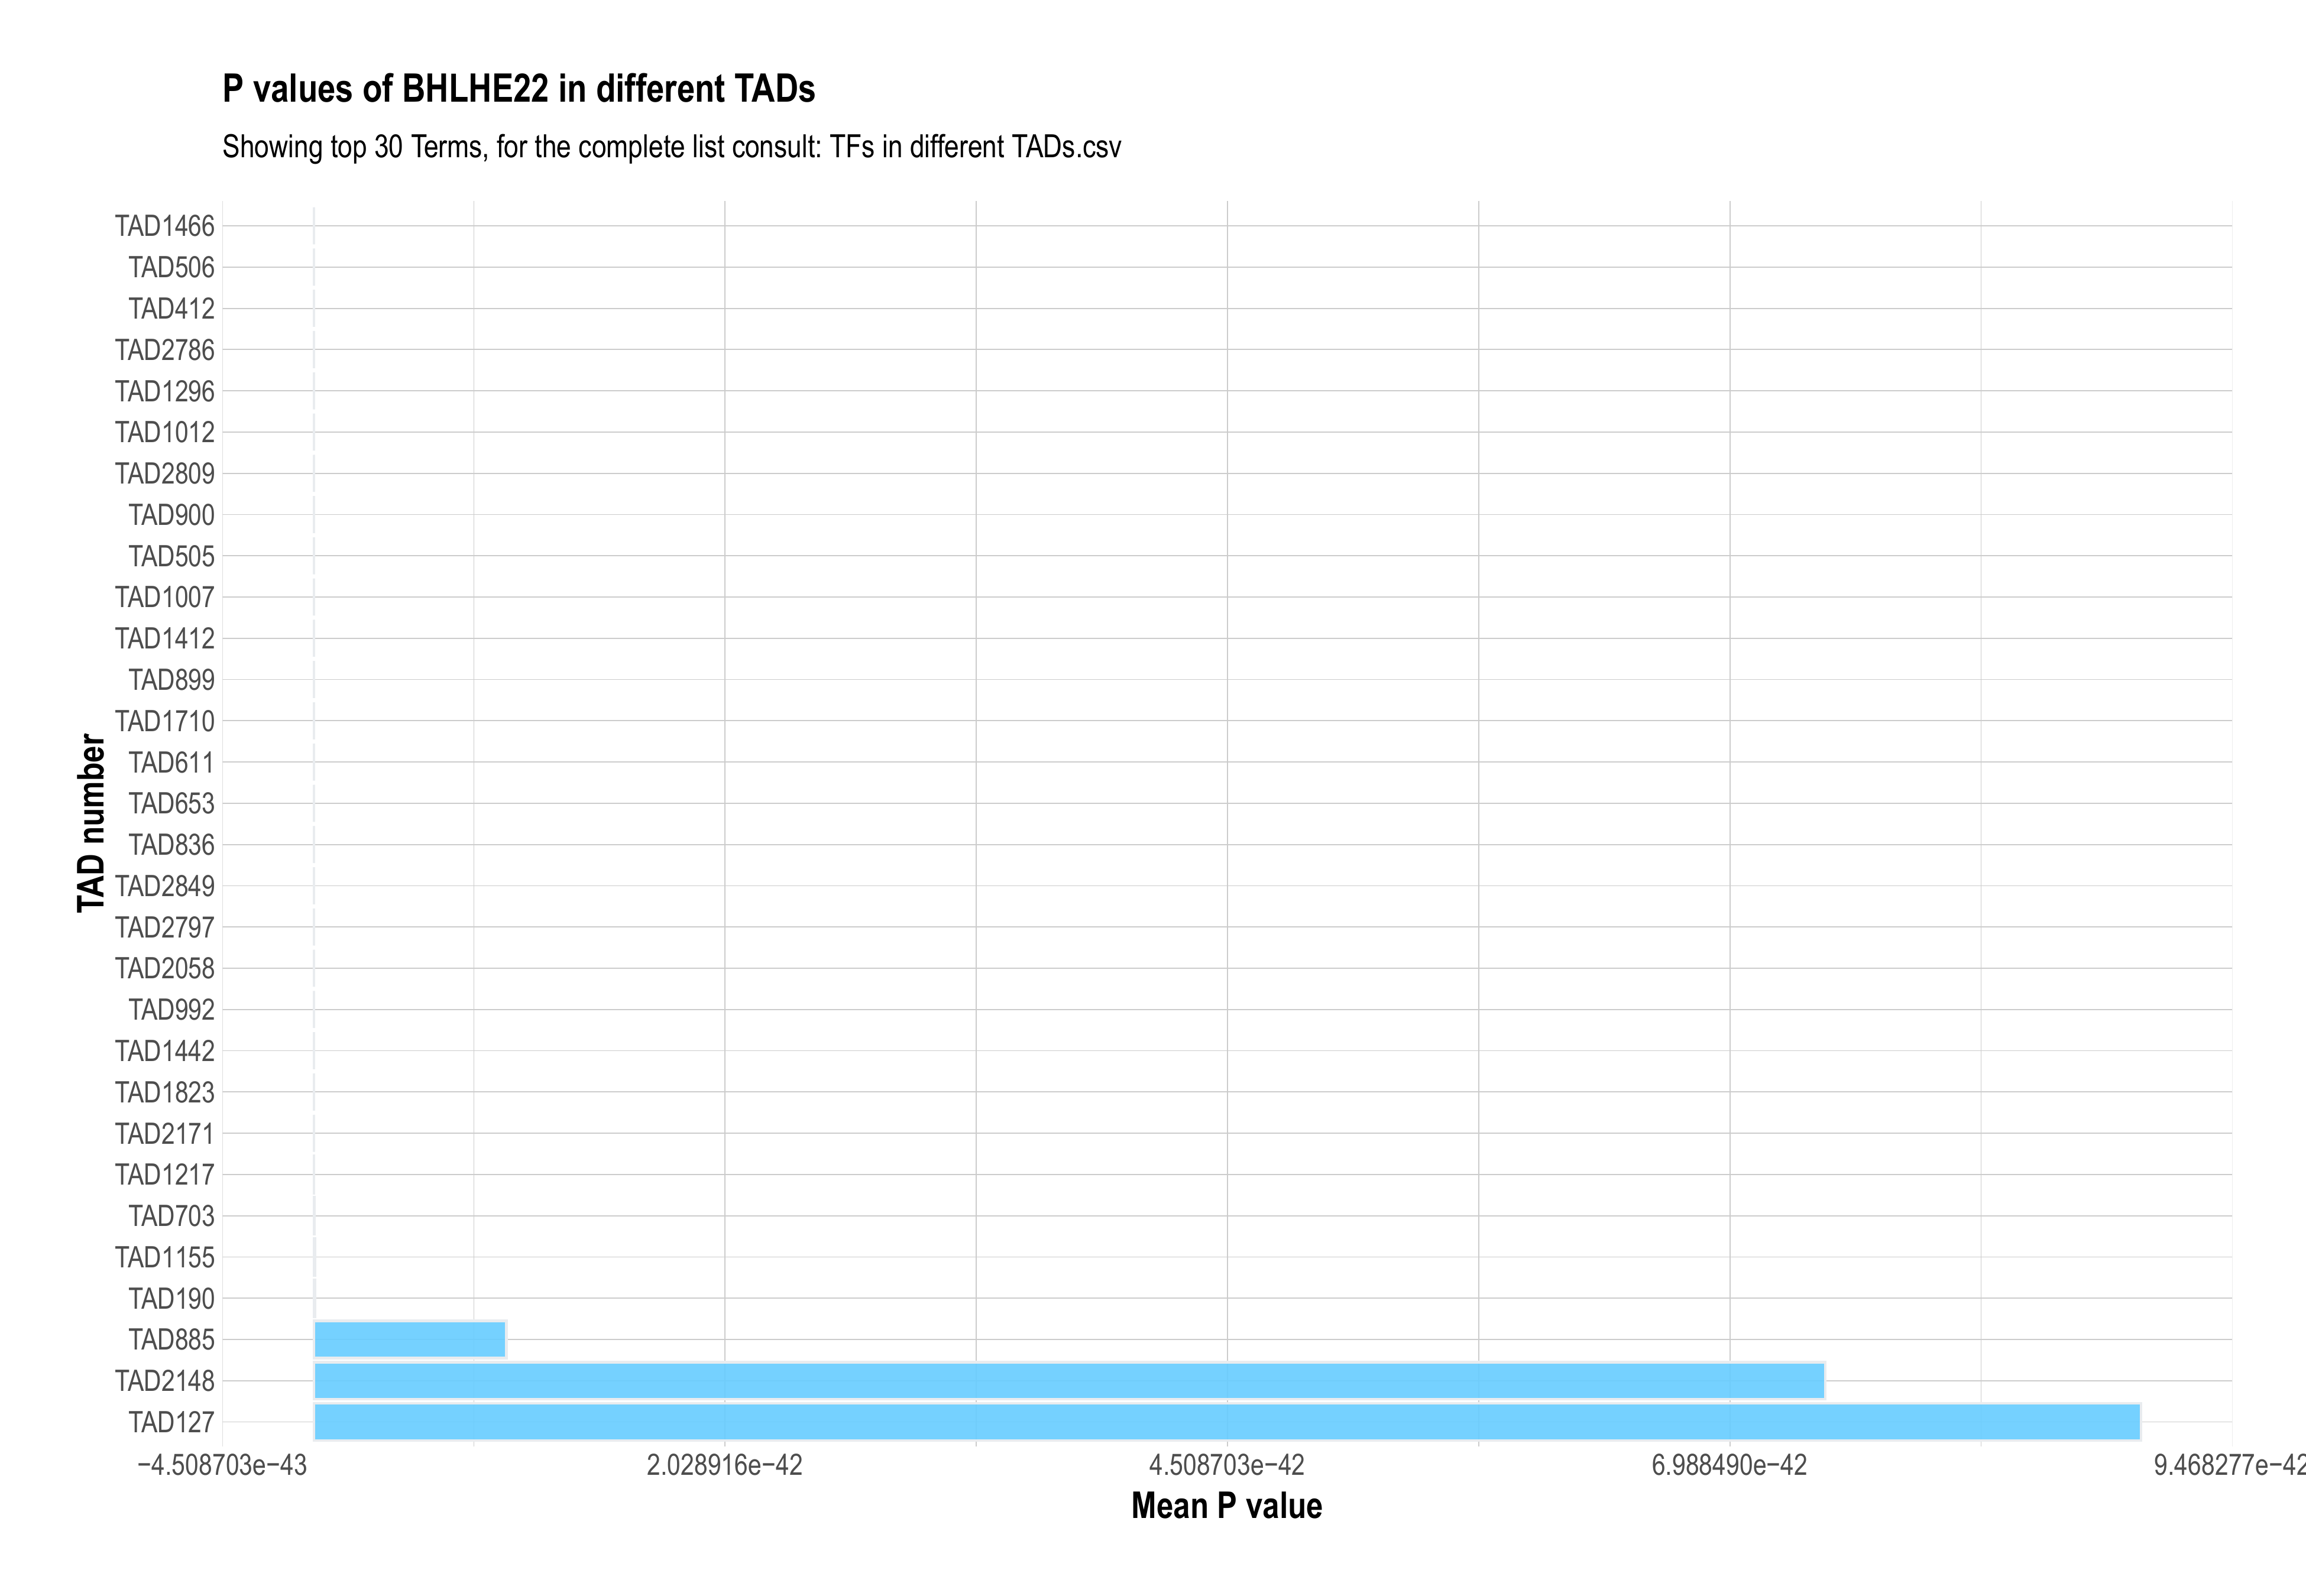 P values of BHLHE22 in different TADs
Showing top 30 Terms, for the complete list consult: TFs in different TADs.csv
TAD number
TAD1466
TAD506
TAD412
TAD2786
TAD1296
TAD1012
TAD2809
TAD900
TAD505
TAD1007
TAD1412
TAD899
TAD1710
TAD611
TAD653
TAD836
TAD2849
TAD2797
TAD2058
TAD992
TAD1442
TAD1823
TAD2171
TAD1217
TAD703
TAD1155
TAD190
TAD885
TAD2148
TAD127
−4.508703e−43 2.028916e−42 4.508703e−42 6.988490e−42 9.468277e−42
Mean P value